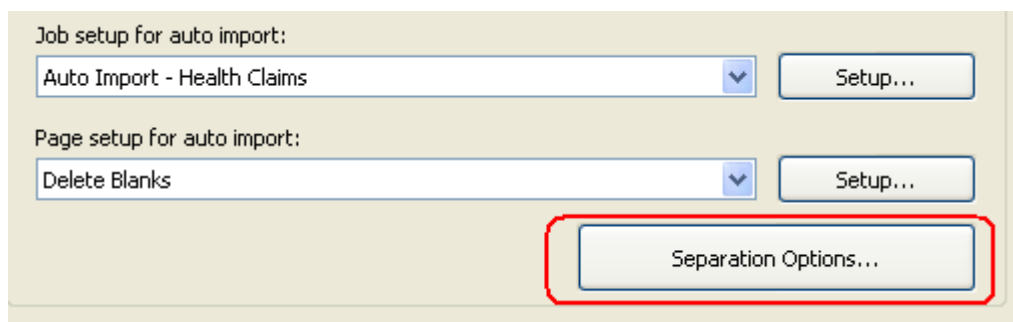 Job setup for auto import:
Auto Import - Health Claims
Setup...
Page setup for auto import:
Delete Blanks
Setup...
Separation Options...